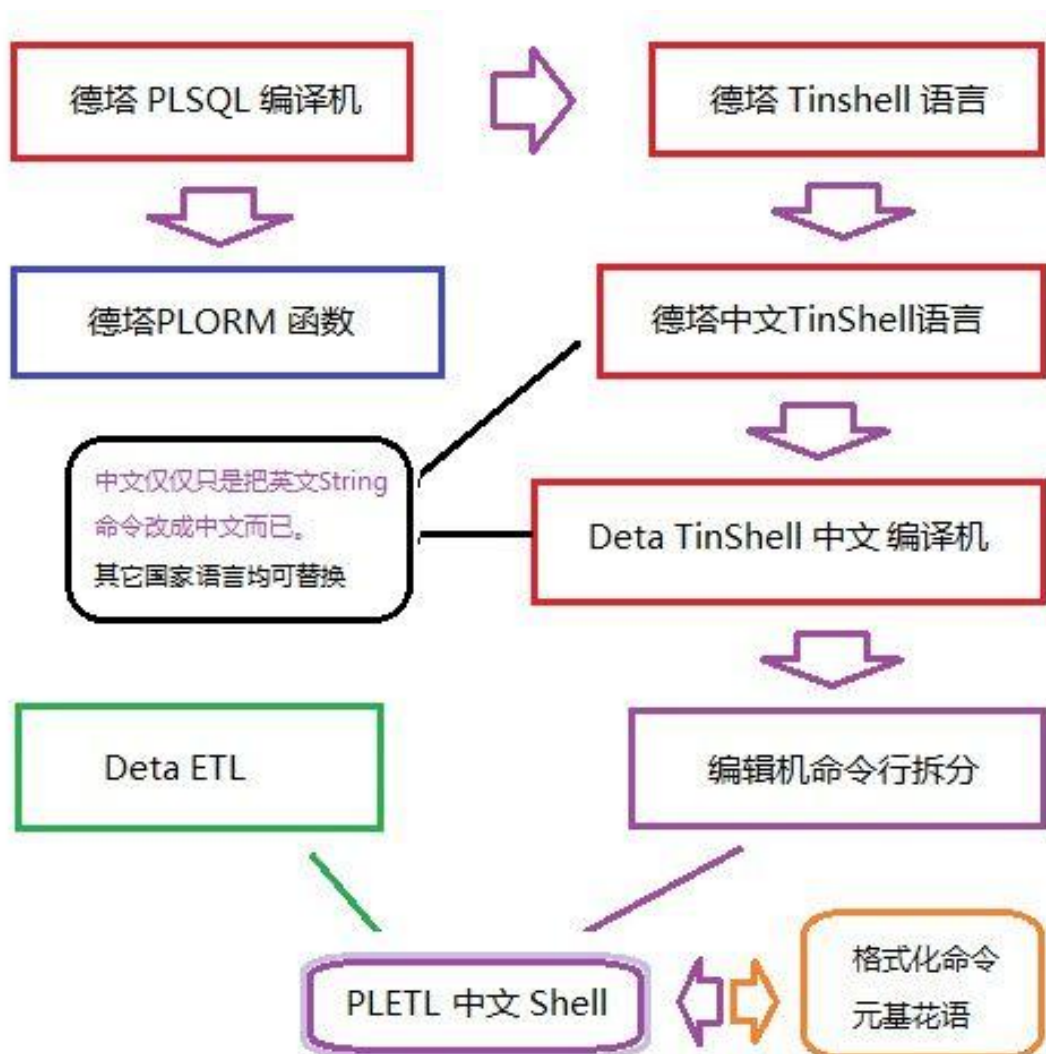 德塔 PLSQL 编译机
德塔 Tinshell 语言
德塔PLORM 函数
德塔中文TinShell语言
中文仅仅只是把英文String
命令改成中文而已。
其它国家语言均可替换
Deta TinShell 中文 编译机
Deta ETL
编辑机命令行拆分
PLETL 中文 Shell
格式化命令
元基花语